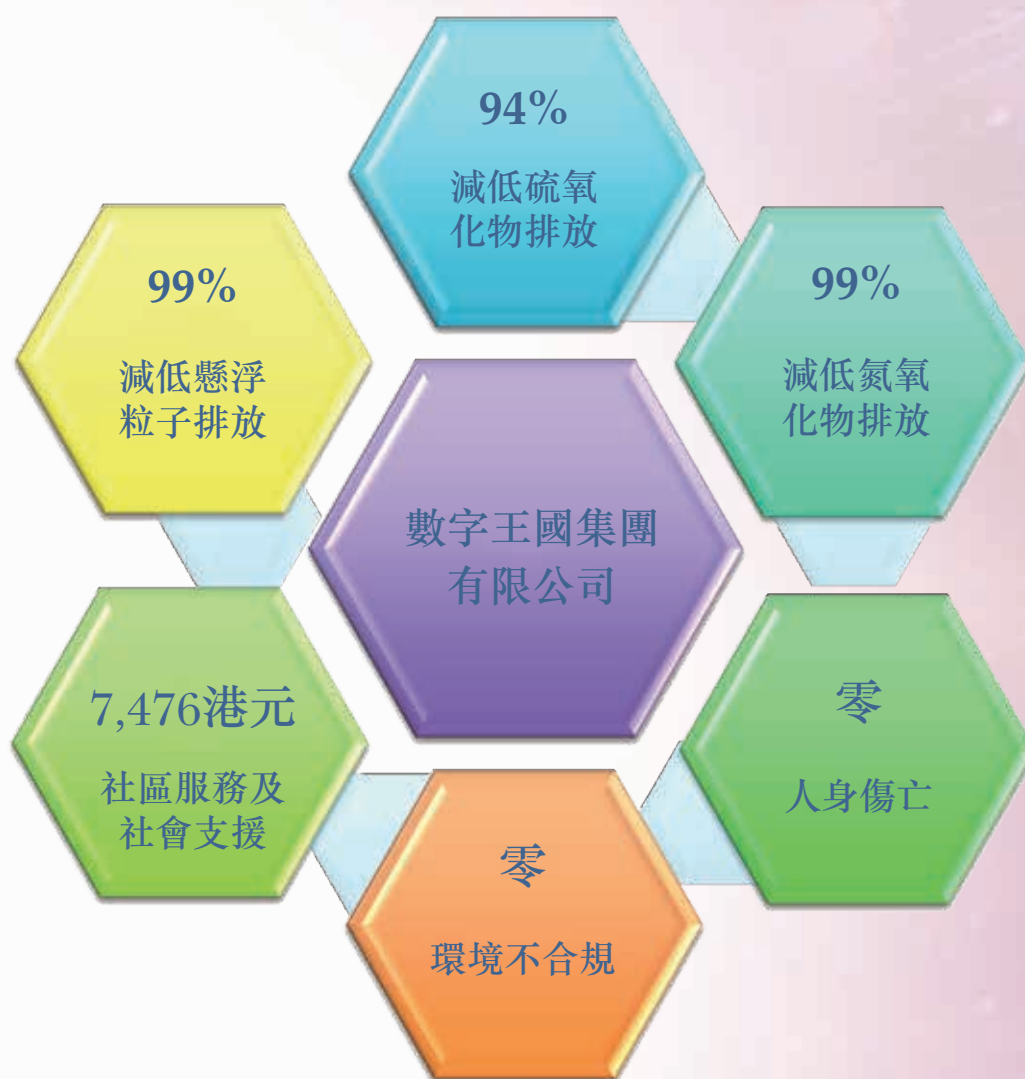 94%
減低硫氧
化物排放
99%
減低懸浮
粒子排放
99%
減低氮氧
化物排放
數字王國集團
有限公司
7,476港元
社區服務及
社會支援
零
人身傷亡
零
環境不合規